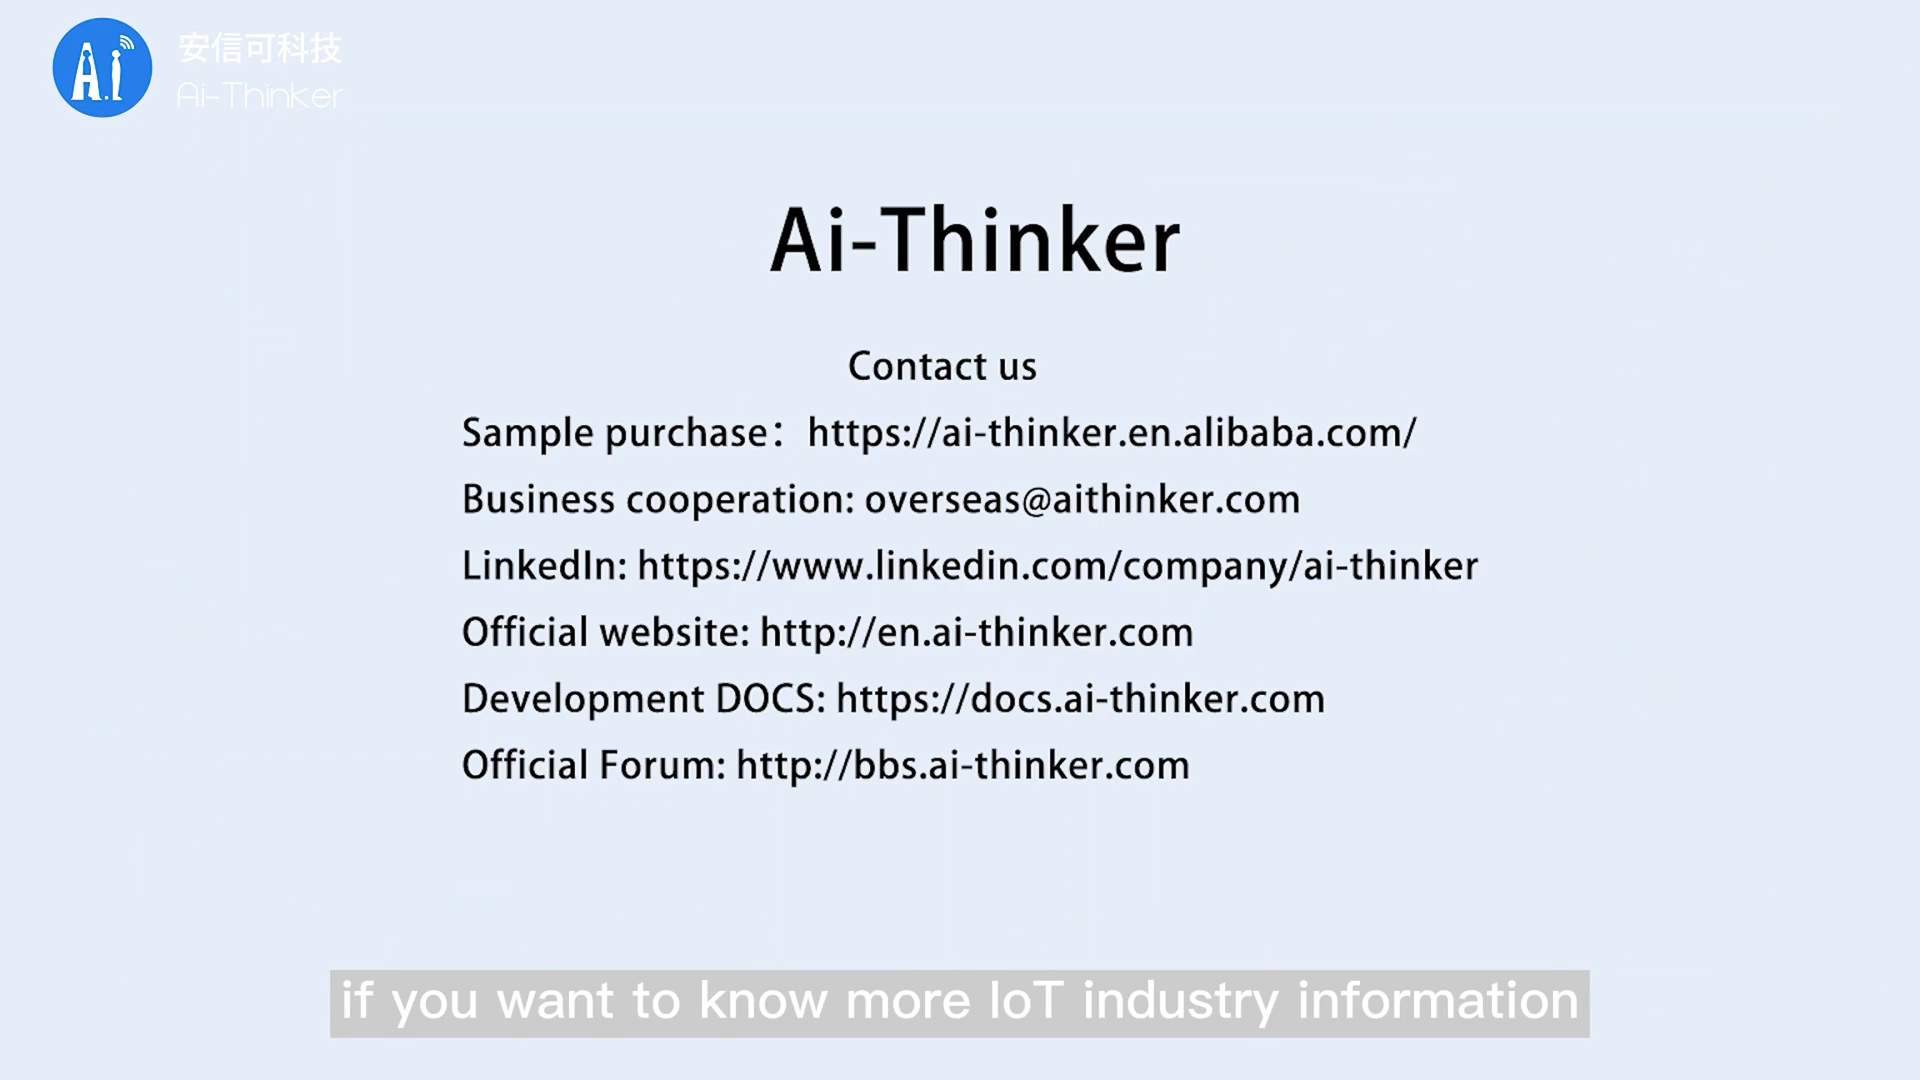 Ai
安信可科技
Ai-Thinker
Ai-Thinker
Contact us
Sample purchase：https://ai-thinker.en.alibaba.com/
Business cooperation: overseas@aithinker.com
LinkedIn: https://www.linkedin.com/company/ai-thinker
Official website: http://en.ai-thinker.com
Development DOCS: https://docs.ai-thinker.com
Official Forum: http://bbs.ai-thinker.com
if you want to know more IoT industry information